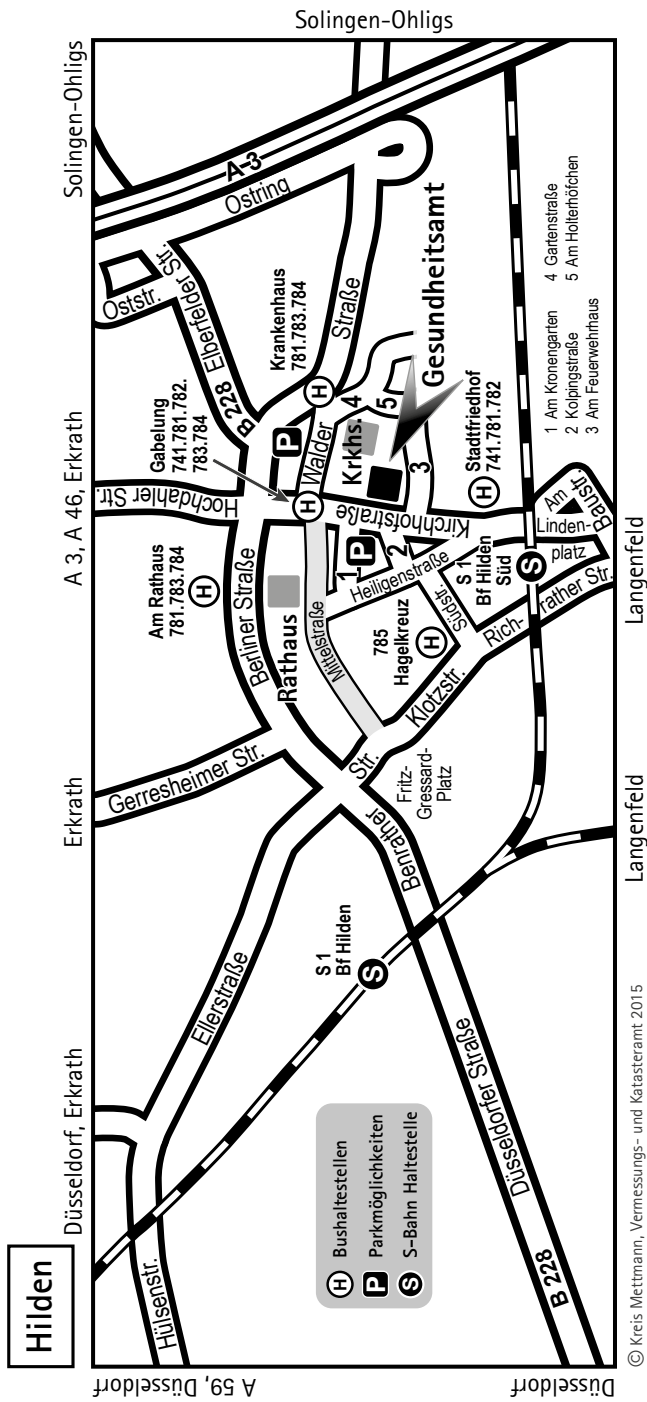 Hilden
Düsseldorf, Erkrath
Erkrath
A 3, A 46, Erkrath
Solingen-Ohligs
Solingen-Ohligs
A 59, Düsseldorf
Düsseldorf
Langenfeld
Langenfeld
Hülsenstr.
Ellerstraße
Gerresheimer Str.
Berliner Straße
Hochdahler Str.
B 228
Elberfelder Str.
Oststr.
A-3
Ostring
Am Rathaus
781.783.784
H
Gabelung
741.781.782.
783.784
H
Krankenhaus
781.783.784
H
Walder
Straße
P
Rathaus
Mittelstraße
Krkhs.
Gesundheitsamt
1
P
2
3
4
5
Kirchhofstraße
Heiligenstraße
Stadtfriedhof
741.781.782
H
785
Hagelkreuz
H
Südstr.
Klotzstr.
Str.
Benrather
Fritz-
Gressard-
Platz
Rich-
rather Str.
S 1
Bf Hilden
Süd
S
Am
Linden-
platz
Baustr.
S 1
Bf Hilden
S
Düsseldorfer Straße
B 228
H Bushaltestellen
P Parkmöglichkeiten
S S-Bahn Haltestelle
1 Am Kronengarten
2 Kolpingstraße
3 Am Feuerwehrhaus
4 Gartenstraße
5 Am Holterhöfchen
© Kreis Mettmann, Vermessungs- und Katasteramt 2015